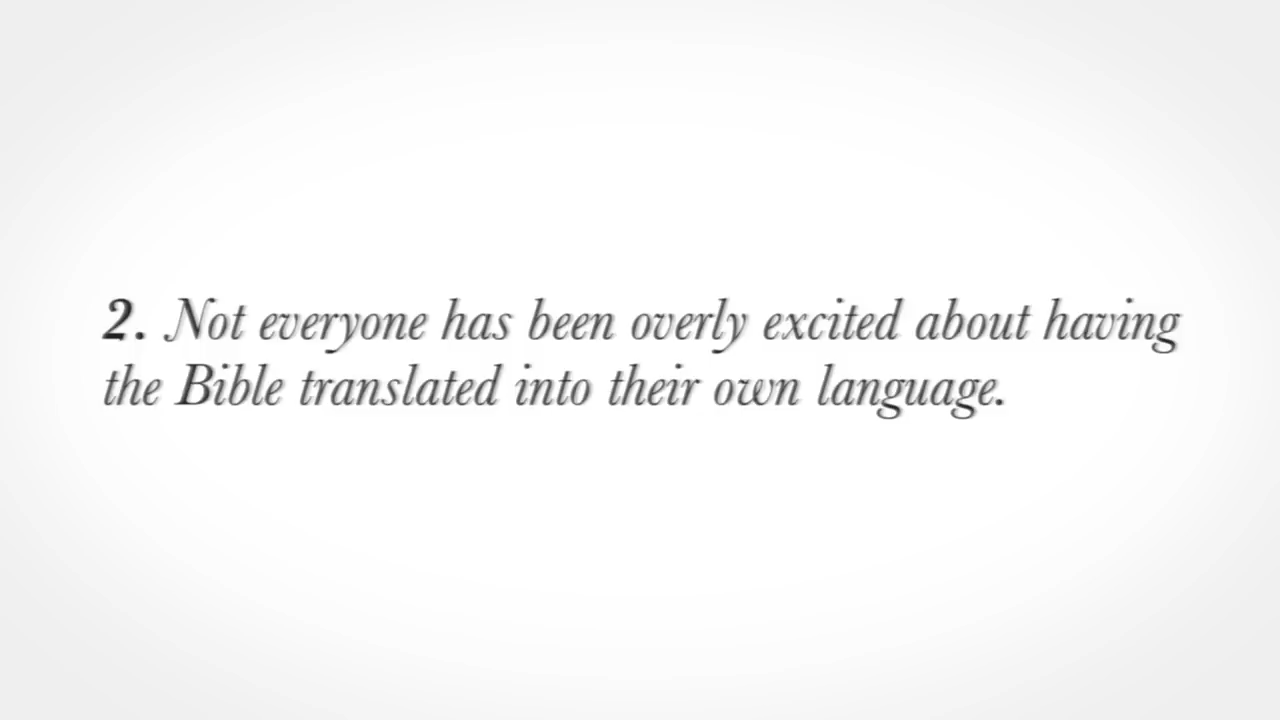 2. Not everyone has been overly excited about having
the Bible translated into their own language.